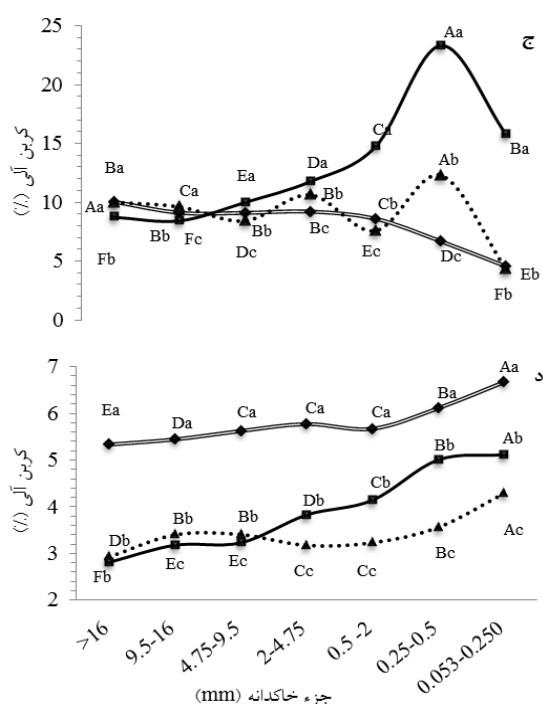 ج
25
20
15
10
5
0
کربن آلی (٪)
Aa
Ba
Ca
Ea
Da
Ca
Ab
Ba
Aa
Bb
Bb
Bb
Cb
Fb
Fc
Dc
Bc
Ec
Dc
Eb
Fb
د
7
6
5
4
3
2
کربن آلی (٪)
Ea
Da
Ca
Ca
Ca
Ba
Aa
Db
Bb
Bb
Db
Cb
Bb
Ab
Fb
Ec
Ec
Cc
Cc
Bc
Ac
>16
9.5-16
4.75-9.5
2-4.75
0.5 -2
0.25-0.5
0.053-0.250
جزء خاکدانه (mm)